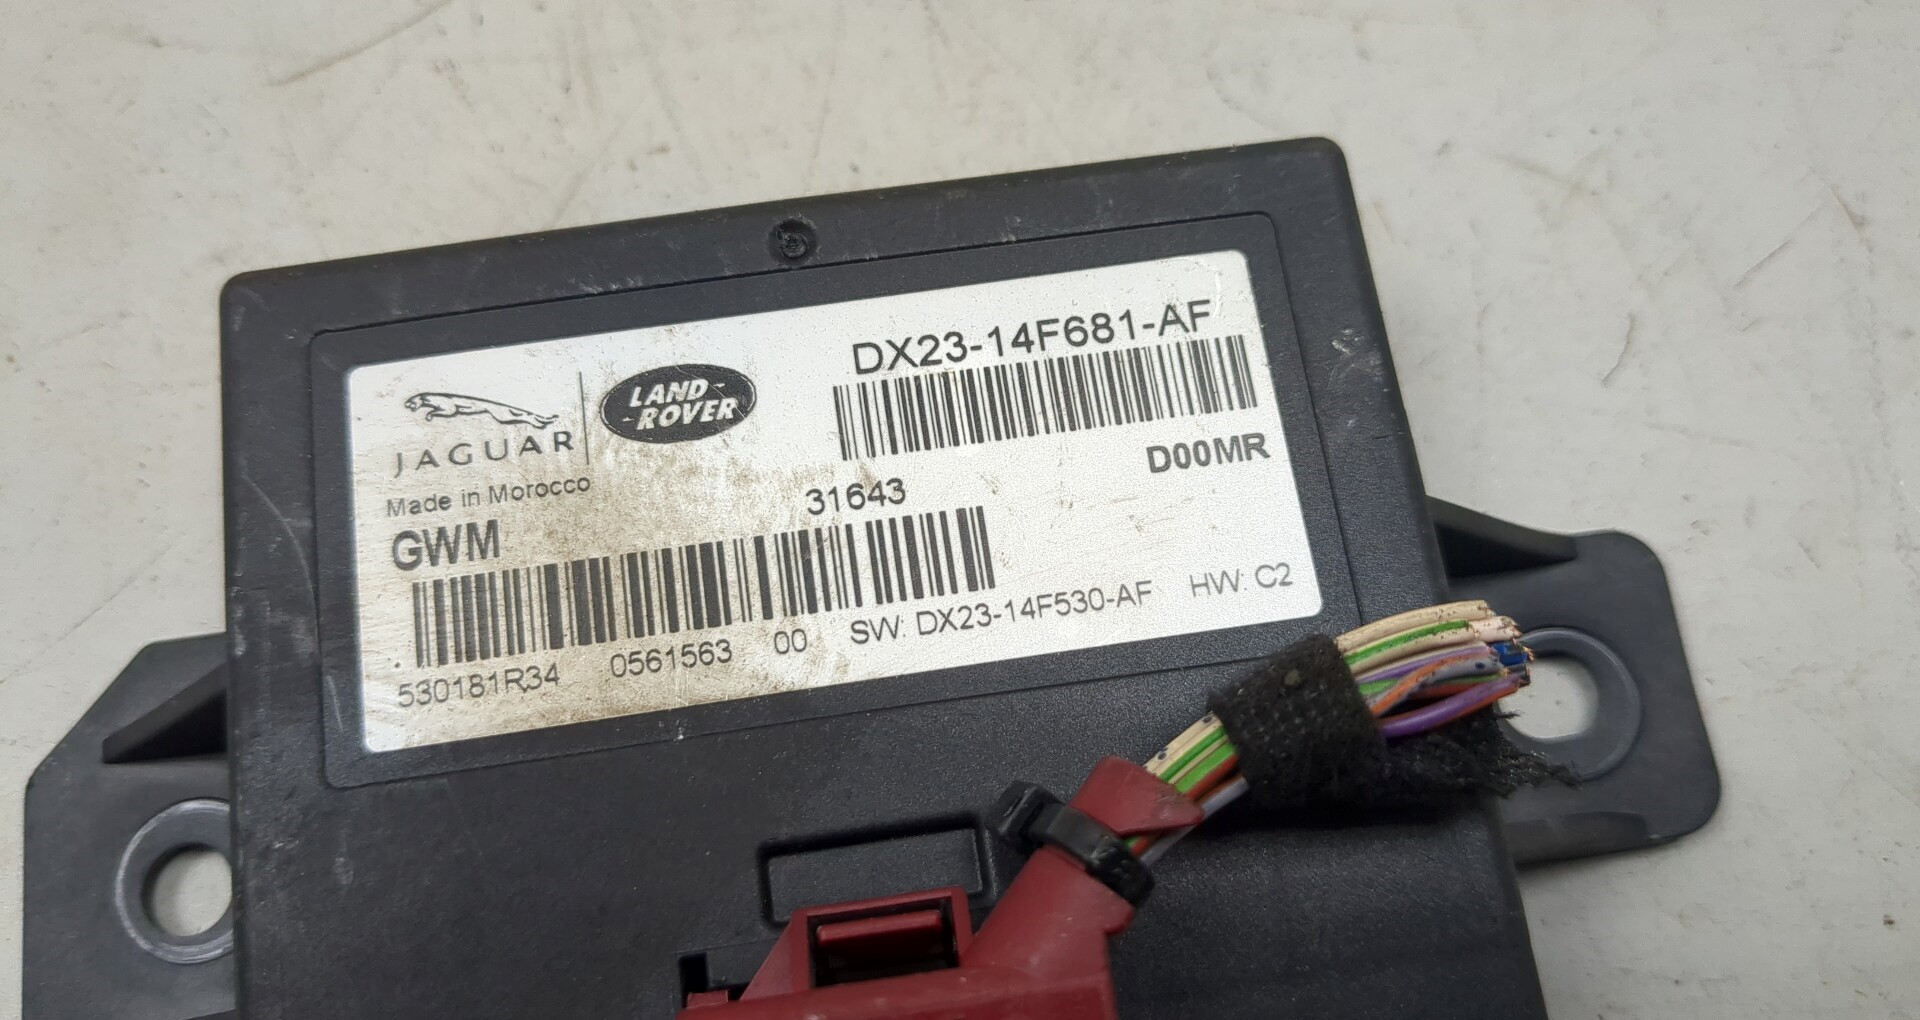 DX23-14F681-AF
JAGUAR
LAND-
-ROVER
D00MR
Made in Morocco
31643
GWM
530181R34 0561563 00 SW: DX23-14F530-AF HW: C2